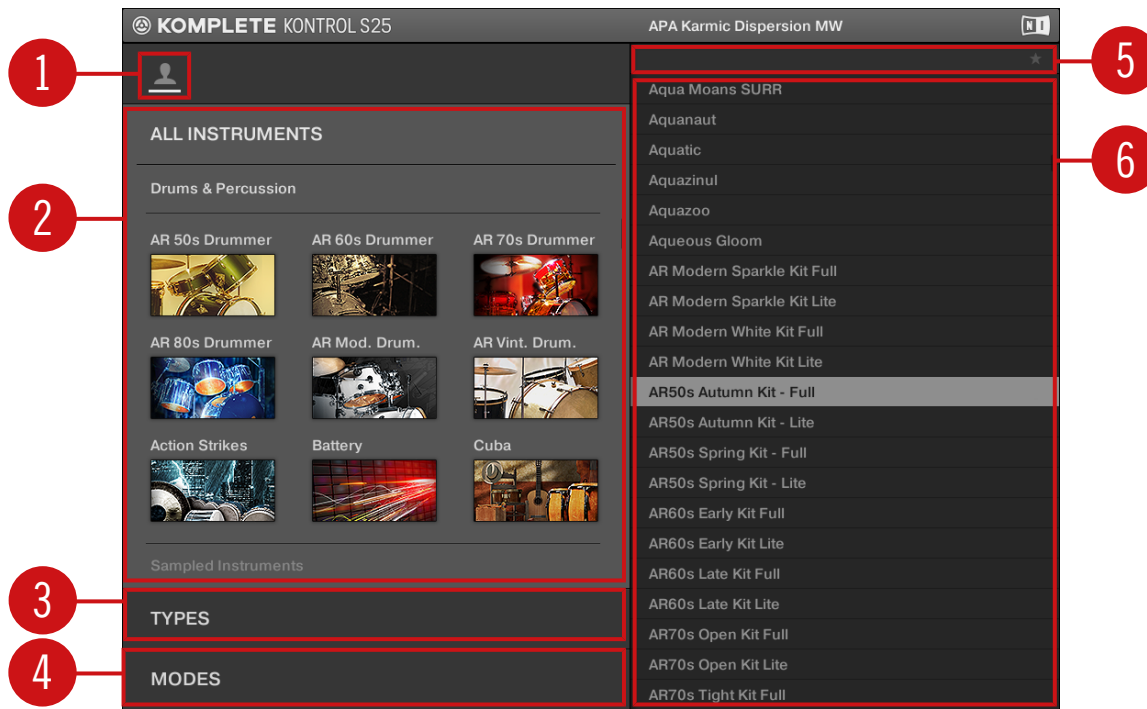 KOMPLETE KONTROL S25
APA Karmic Dispersion MW
NI
1
2
3
4
5
6
ALL INSTRUMENTS
Drums & Percussion
AR 50s Drummer
AR 60s Drummer
AR 70s Drummer
AR 80s Drummer
AR Mod. Drum.
AR Vint. Drum.
Action Strikes
Battery
Cuba
Sampled Instruments
TYPES
MODES
Aqua Moans SURR
Aquanaut
Aquatic
Aquazinul
Aquazoo
Aqueous Gloom
AR Modern Sparkle Kit Full
AR Modern Sparkle Kit Lite
AR Modern White Kit Full
AR Modern White Kit Lite
AR50s Autumn Kit - Full
AR50s Autumn Kit - Lite
AR50s Spring Kit - Full
AR50s Spring Kit - Lite
AR60s Early Kit Full
AR60s Early Kit Lite
AR60s Late Kit Full
AR60s Late Kit Lite
AR70s Open Kit Full
AR70s Open Kit Lite
AR70s Tight Kit Full